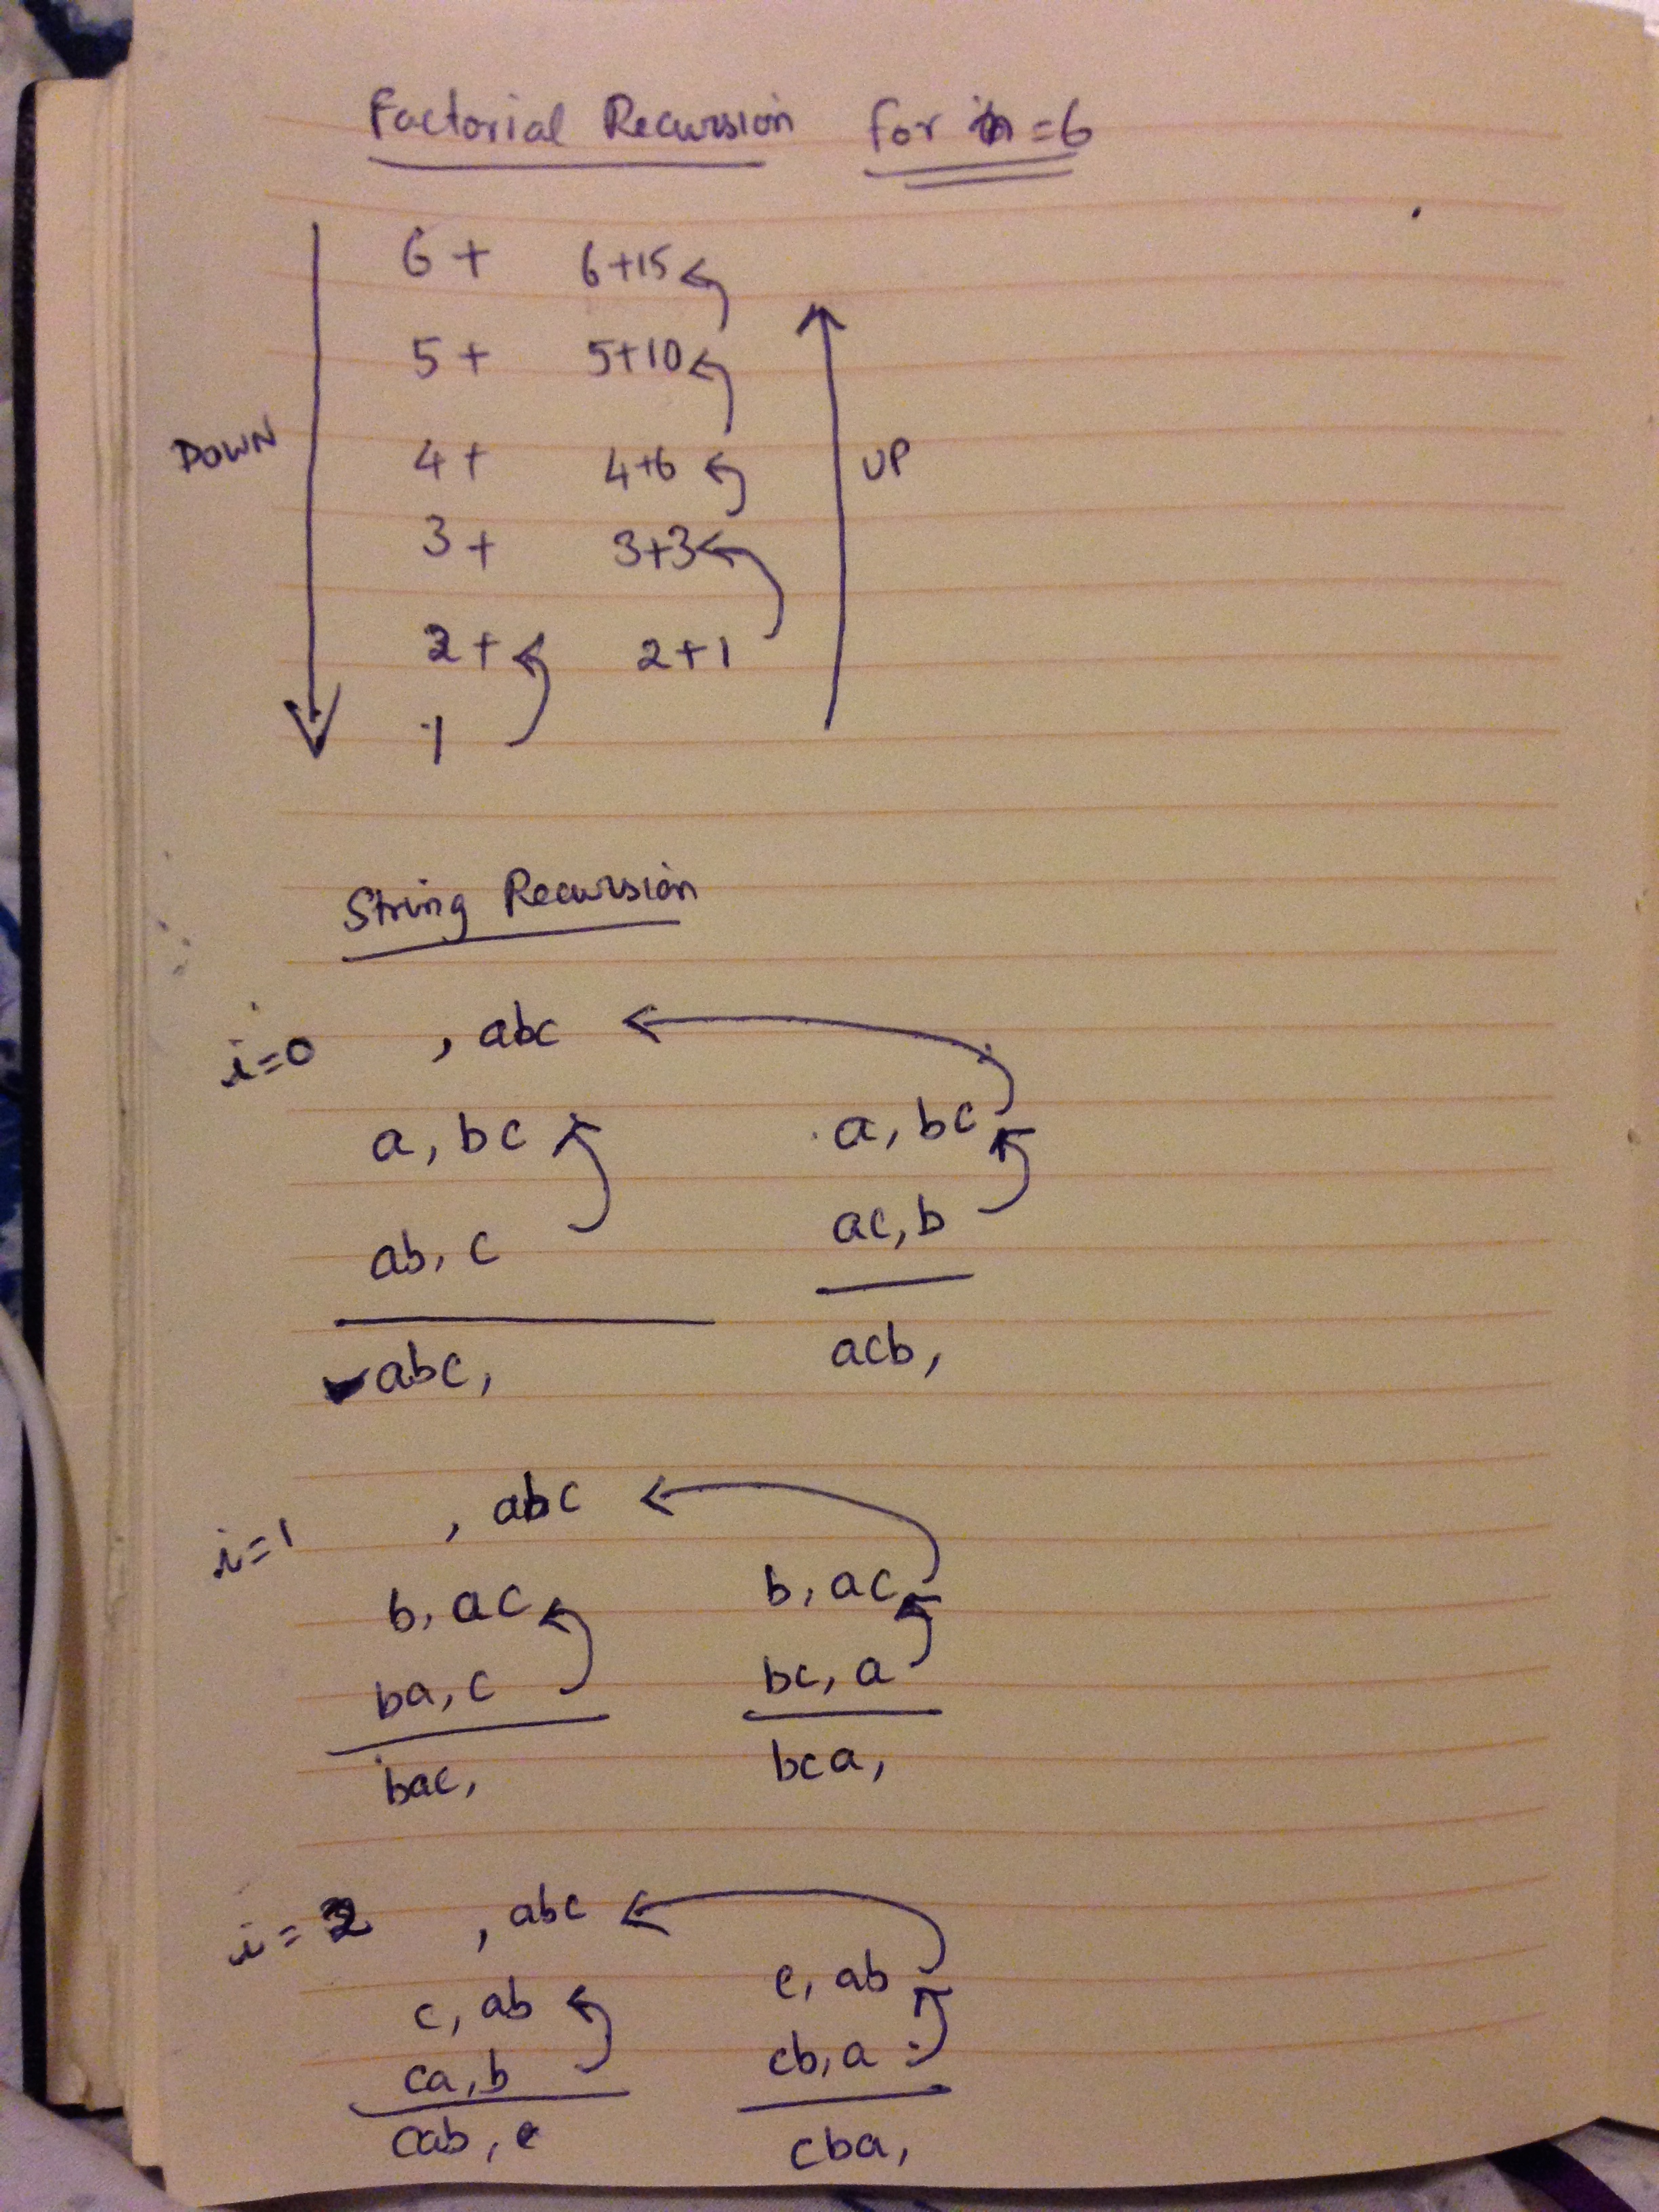 Factorial Recursion for n=6
6+ 6+15
5+ 5+10
DOWN 4+ 4+6 UP
3+ 3+3
2+ 2+1
1
String Recursion
i=0 , abc
a, bc a, bc
ab, c ac, b
abc, acb,
i=1 , abc
b, ac b, ac
ba, c bc, a
bac, bca,
i=2 , abc
c, ab c, ab
ca, b cb, a
cab, cba,